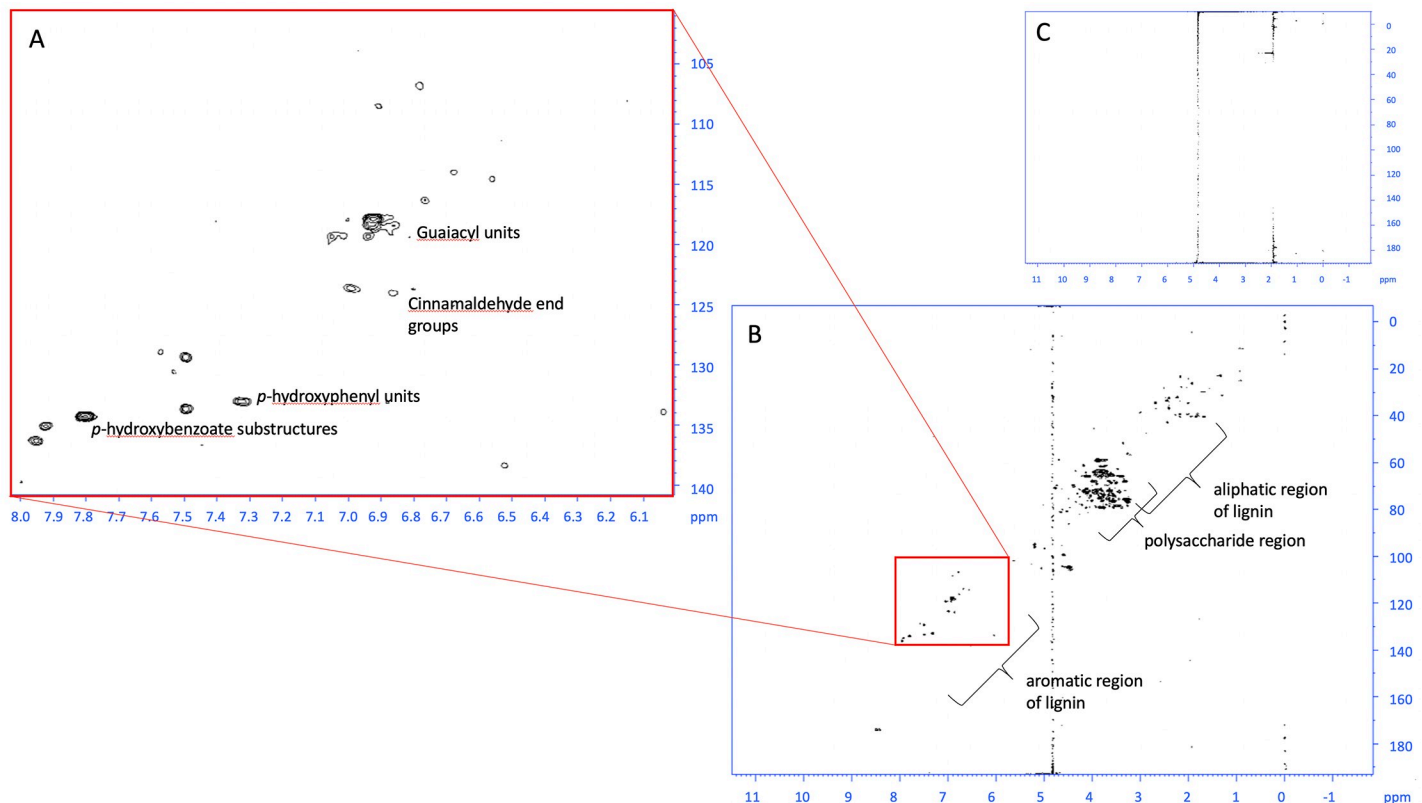 A
105
110
115
120
125
130
135
140
Guaiacyl units
Cinnamaldehyde end
groups
p-hydroxyphenyl units
p-hydroxybenzoate substructures
8.0 7.9 7.8 7.7 7.6 7.5 7.4 7.3 7.2 7.1 7.0 6.9 6.8 6.7 6.6 6.5 6.4 6.3 6.2 6.1 ppm
C
0
20
40
60
80
100
120
140
160
180
11 10 9 8 7 6 5 4 3 2 1 0 -1 ppm
B
0
20
40
60
80
100
120
140
160
180
aliphatic region
of lignin
polysaccharide region
aromatic region
of lignin
11 10 9 8 7 6 5 4 3 2 1 0 -1 ppm